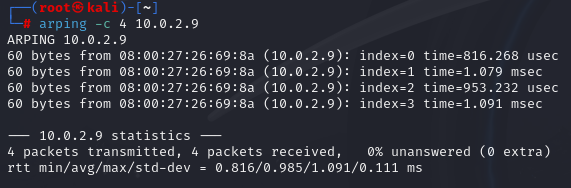 ┌──(root㉿kali)-[~]
└─# arping -c 4 10.0.2.9
ARPING 10.0.2.9
60 bytes from 08:00:27:26:69:8a (10.0.2.9): index=0 time=816.268 usec
60 bytes from 08:00:27:26:69:8a (10.0.2.9): index=1 time=1.079 msec
60 bytes from 08:00:27:26:69:8a (10.0.2.9): index=2 time=953.232 usec
60 bytes from 08:00:27:26:69:8a (10.0.2.9): index=3 time=1.091 msec
--- 10.0.2.9 statistics ---
4 packets transmitted, 4 packets received,   0% unanswered (0 extra)
rtt min/avg/max/std-dev = 0.816/0.985/1.091/0.111 ms